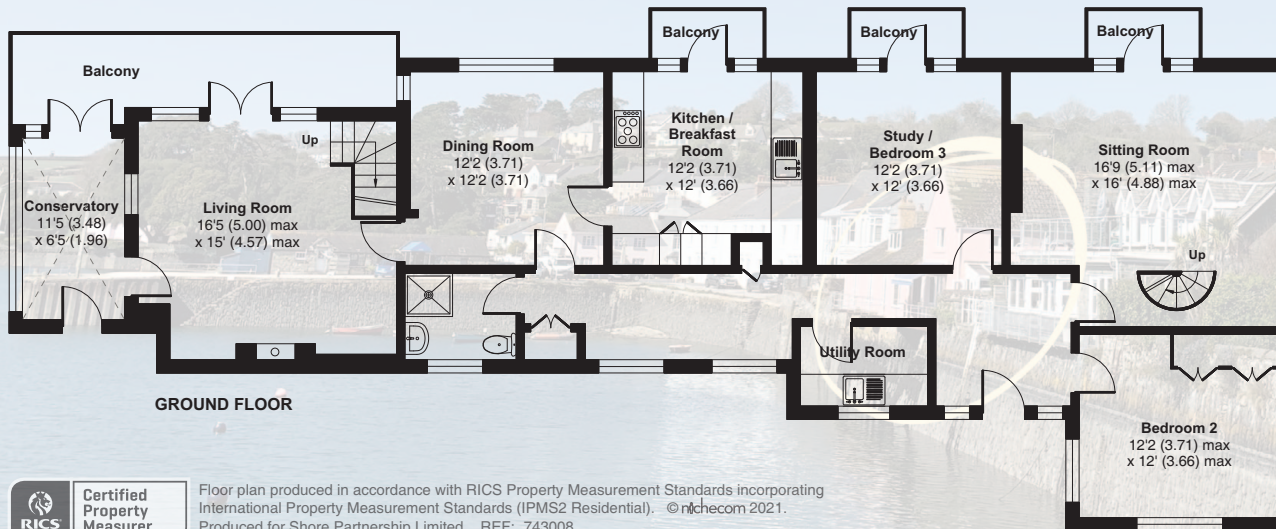 Balcony
Balcony
Balcony
Balcony
Up
Conservatory
11'5 (3.48)
x 6'5 (1.96)
Living Room
16'5 (5.00) max
x 15' (4.57) max
Dining Room
12'2 (3.71)
x 12'2 (3.71)
Kitchen /
Breakfast
Room
12'2 (3.71)
x 12' (3.66)
Study /
Bedroom 3
12'2 (3.71)
x 12' (3.66)
Sitting Room
16'9 (5.11) max
x 16' (4.88) max
Up
Utility Room
GROUND FLOOR
Bedroom 2
12'2 (3.71) max
x 12' (3.66) max
RICS
Certified
Property
Measurer
Floor plan produced in accordance with RICS Property Measurement Standards incorporating
International Property Measurement Standards (IPMS2 Residential). © nichecom 2021.
Produced for Shore Partnership Limited. REF: 743008